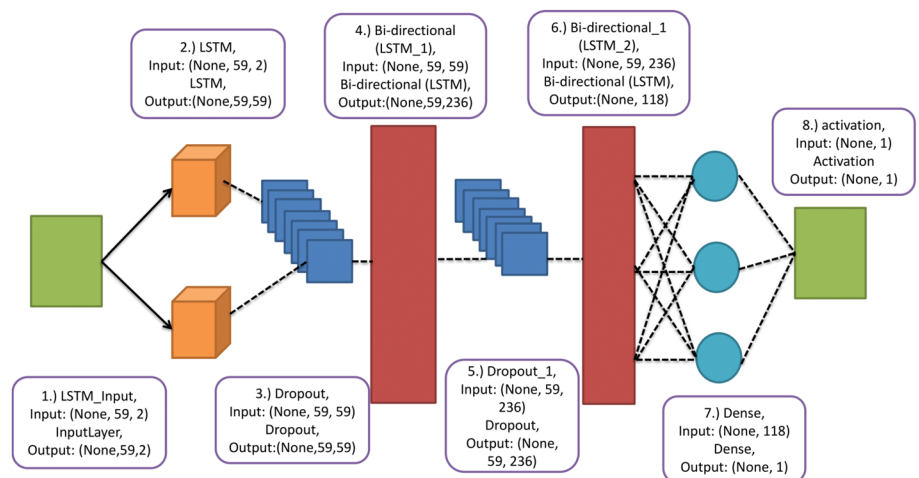 2.) LSTM,
Input: (None, 59, 2)
LSTM,
Output:(None,59,59)
4.) Bi-directional
(LSTM_1),
Input: (None, 59, 59)
Bi-directional (LSTM),
Output:(None,59,236)
6.) Bi-directional_1
(LSTM_2),
Input: (None, 59, 236)
Bi-directional (LSTM),
Output:(None, 118)
8.) activation,
Input: (None, 1)
Activation
Output: (None, 1)
1.) LSTM_Input,
Input: (None, 59, 2)
InputLayer,
Output: (None,59,2)
3.) Dropout,
Input: (None, 59, 59)
Dropout,
Output:(None,59,59)
5.) Dropout_1,
Input: (None, 59,
236)
Dropout,
Output: (None,
59, 236)
7.) Dense,
Input: (None, 118)
Dense,
Output: (None, 1)